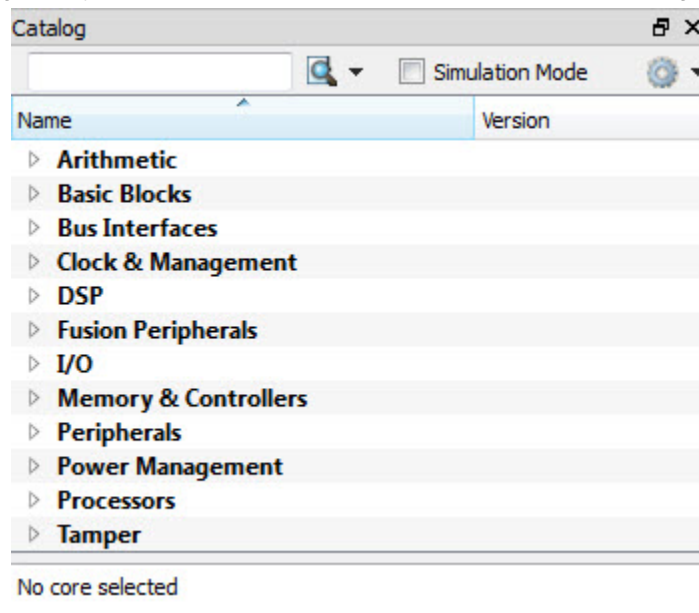 Catalog
Simulation Mode
Name Version
Arithmetic
Basic Blocks
Bus Interfaces
Clock & Management
DSP
Fusion Peripherals
I/O
Memory & Controllers
Peripherals
Power Management
Processors
Tamper
No core selected